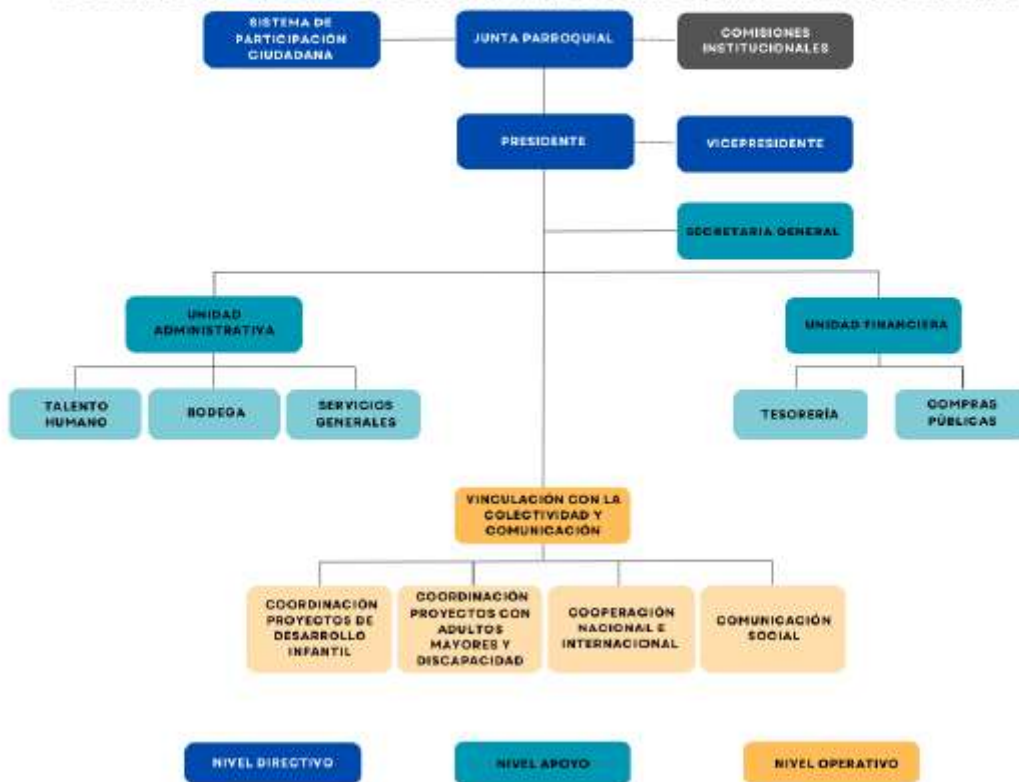 SISTEMA DE
PARTICIPACIÓN
CIUDADANA
JUNTA PARROQUIAL
COMISIONES
INSTITUCIONALES
PRESIDENTE
VICEPRESIDENTE
SECRETARIA GENERAL
UNIDAD
ADMINISTRATIVA
UNIDAD FINANCIERA
TALENTO
HUMANO
BODEGA
SERVICIOS
GENERALES
TESORERÍA
COMPRAS
PÚBLICAS
VINCULACIÓN CON LA
COLECTIVIDAD Y
COMUNICACIÓN
COORDINACIÓN
PROYECTOS DE
DESARROLLO
INFANTIL
COORDINACIÓN
PROYECTOS CON
ADULTOS
MAYORES Y
DISCAPACIDAD
COOPERACIÓN
NACIONAL E
INTERNACIONAL
COMUNICACIÓN
SOCIAL
NIVEL DIRECTIVO
NIVEL APOYO
NIVEL OPERATIVO